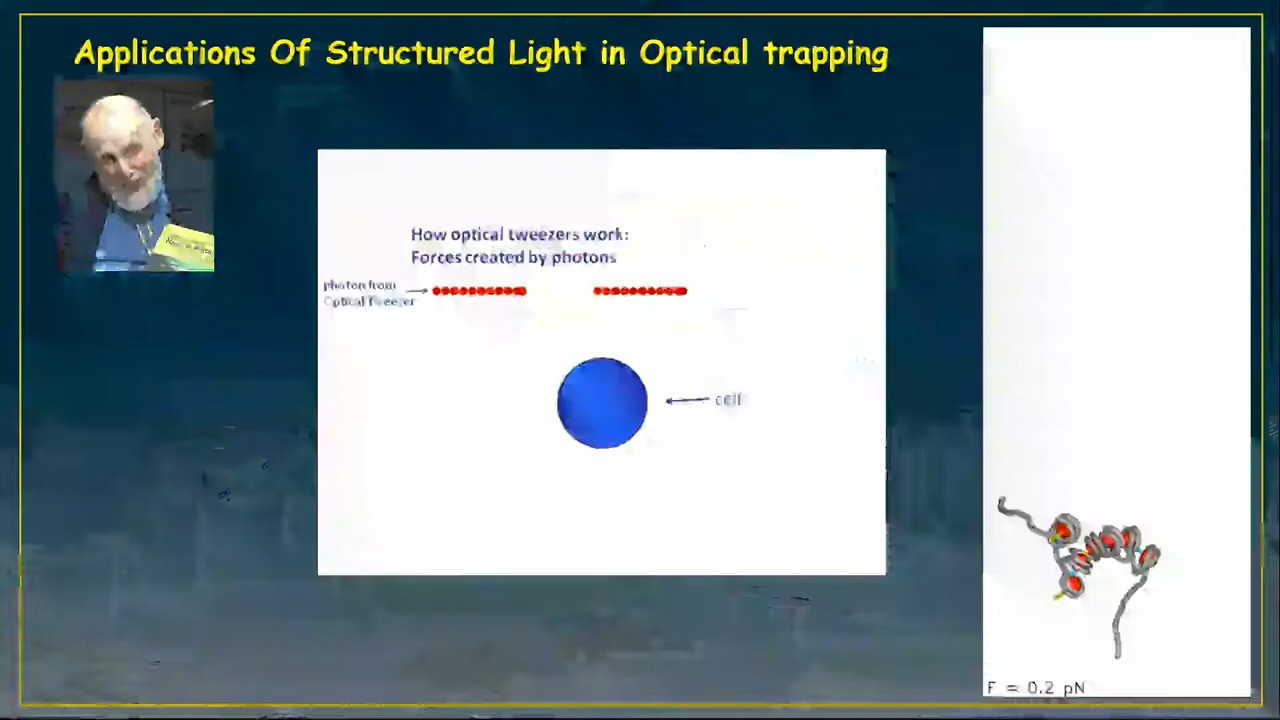 Applications Of Structured Light in Optical trapping
How optical tweezers work:
Forces created by photons
photon from
Optical Tweezer
cell
F = 0.2 pN